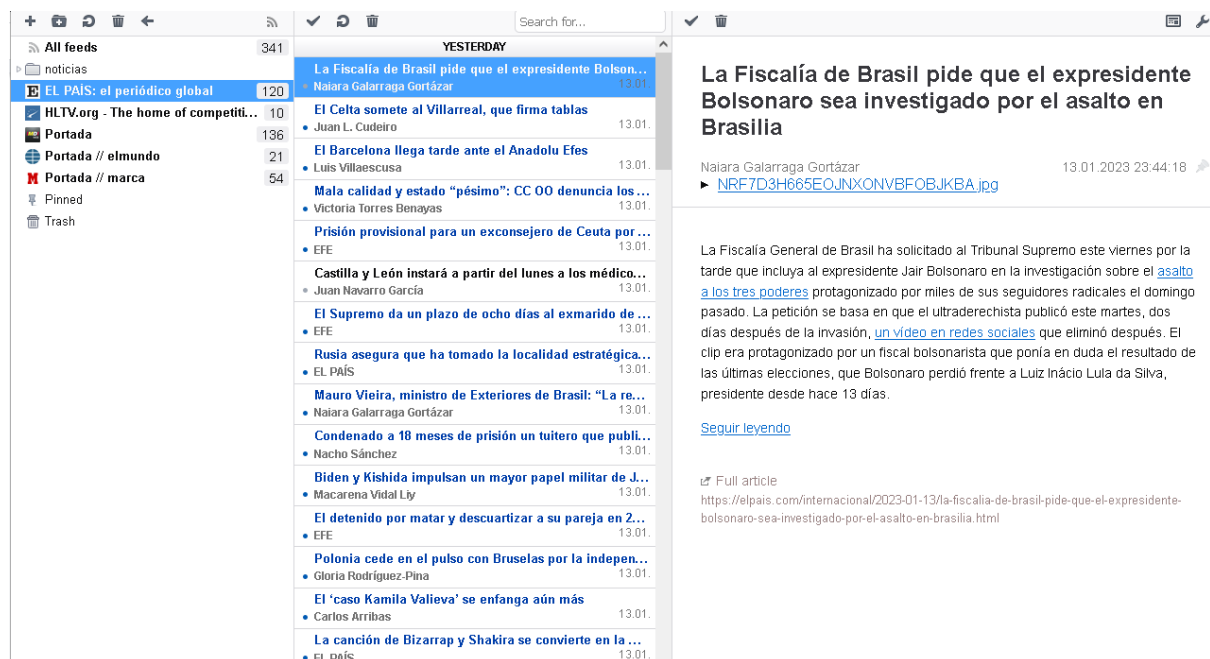 Search for...
All feeds 341
noticias
EL PAÍS: el periódico global 120
HLTV.org - The home of competiti... 10
Portada 136
Portada // elmundo 21
Portada // marca 54
Pinned
Trash
YESTERDAY
La Fiscalía de Brasil pide que el expresidente Bolson...
Naiara Galarraga Gortázar 13.01.
El Celta somete al Villarreal, que firma tablas
Juan L. Cudeiro 13.01.
El Barcelona llega tarde ante el Anadolu Efes
Luis Villaescusa 13.01.
Mala calidad y estado “pésimo”: CC OO denuncia los ...
Victoria Torres Benayas 13.01.
Prisión provisional para un exconsejero de Ceuta por ...
EFE 13.01.
Castilla y León instará a partir del lunes a los médico...
Juan Navarro García 13.01.
El Supremo da un plazo de ocho días al exmarido de ...
EFE 13.01.
Rusia asegura que ha tomado la localidad estratégica...
EL PAÍS 13.01.
Mauro Vieira, ministro de Exteriores de Brasil: “La re...
Naiara Galarraga Gortázar 13.01.
Condenado a 18 meses de prisión un tuitero que publi...
Nacho Sánchez 13.01.
Biden y Kishida impulsan un mayor papel militar de J...
Macarena Vidal Liy 13.01.
El detenido por matar y descuartizar a su pareja en 2...
EFE 13.01.
Polonia cede en el pulso con Bruselas por la indepen...
Gloria Rodríguez-Pina 13.01.
El ‘caso Kamila Valieva’ se enfanga aún más
Carlos Arribas 13.01.
La canción de Bizarrap y Shakira se convierte en la ...
EL PAÍS 13.01.
La Fiscalía de Brasil pide que el expresidente
Bolsonaro sea investigado por el asalto en
Brasilia
Naiara Galarraga Gortázar 13.01.2023 23:44:18
NRF7D3H665EOJNXONVBFOBJKBA.jpg
La Fiscalía General de Brasil ha solicitado al Tribunal Supremo este viernes por la
tarde que incluya al expresidente Jair Bolsonaro en la investigación sobre el asalto
a los tres poderes protagonizado por miles de sus seguidores radicales el domingo
pasado. La petición se basa en que el ultraderechista publicó este martes, dos
días después de la invasión, un vídeo en redes sociales que eliminó después. El
clip era protagonizado por un fiscal bolsonarista que ponía en duda el resultado de
las últimas elecciones, que Bolsonaro perdió frente a Luiz Inácio Lula da Silva,
presidente desde hace 13 días.
Seguir leyendo
Full article
https://elpais.com/internacional/2023-01-13/la-fiscalia-de-brasil-pide-que-el-expresidente-
bolsonaro-sea-investigado-por-el-asalto-en-brasilia.html